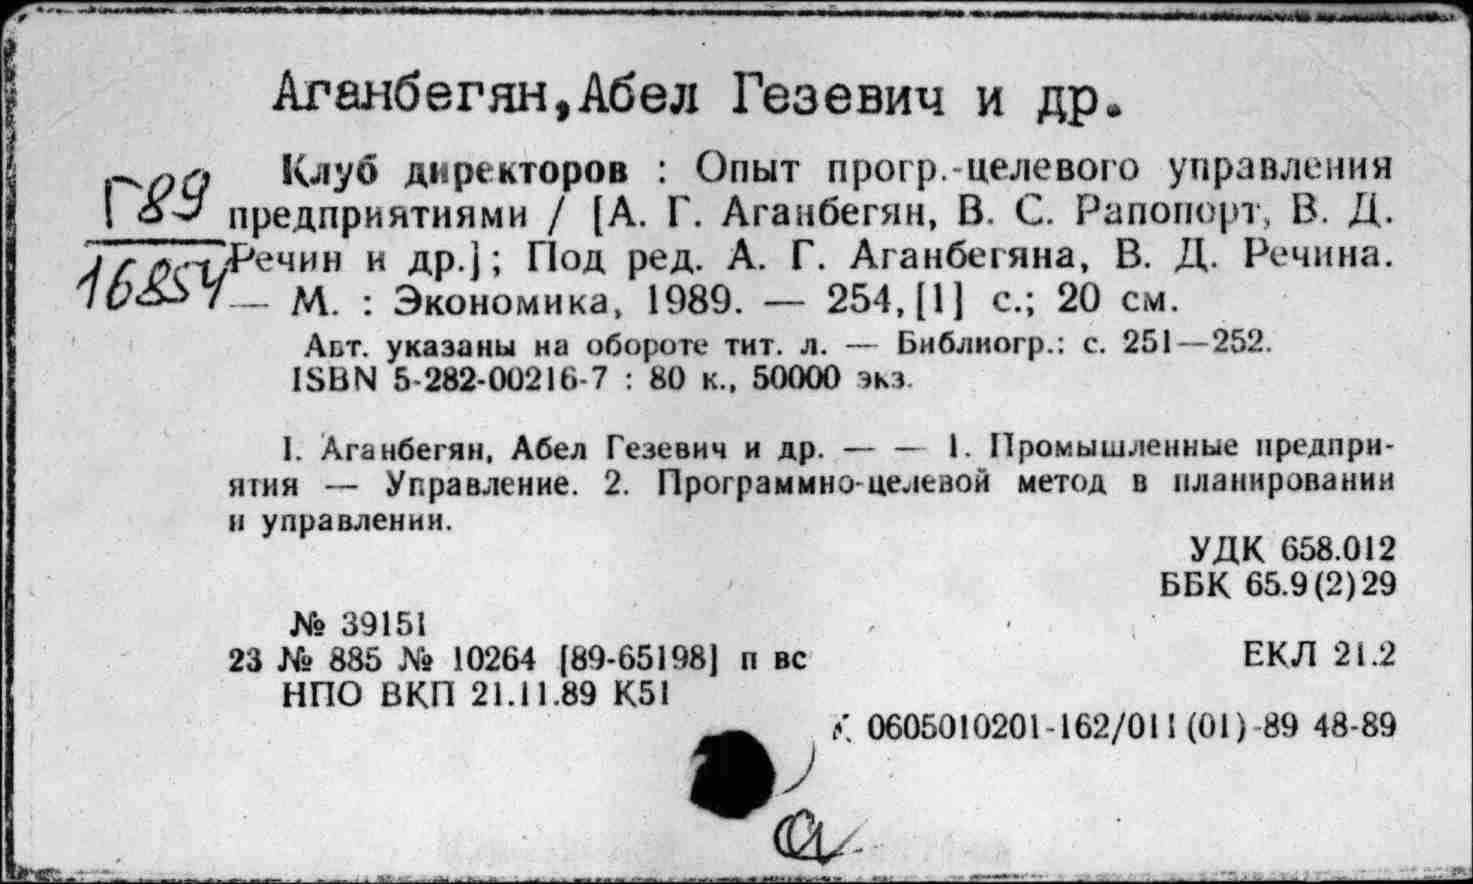 Аганбегян, Абел Гезевич и др.
Клуб директоров : Опыт прогр.-целевого управления
Г89
предприятиями / [А. Г. Аганбегян, В. С. Рапопорт, В. Д.
16854
Речин и др.]; Под ред. А. Г. Аганбегяна, В. Д. Речина.
— М. : Экономика, 1989. — 254, [1] с.; 20 см.
Авт. указаны на обороте тит. л. — Библиогр.: с. 251—252.
ISBN 5-282-00216-7 : 80 к., 50000 экз.
I. Аганбегян, Абел Гезевич и др. — — 1. Промышленные предпри-
ятия — Управление. 2. Программно-целевой метод в планировании
и управлении.
УДК 658.012
ББК 65.9(2)29
№ 39151
23 № 885 № 10264 [89-65198] п вс
ЕКЛ 21.2
НПО ВКП 21.11.89 К51
0605010201-162/011(01)-89 48-89